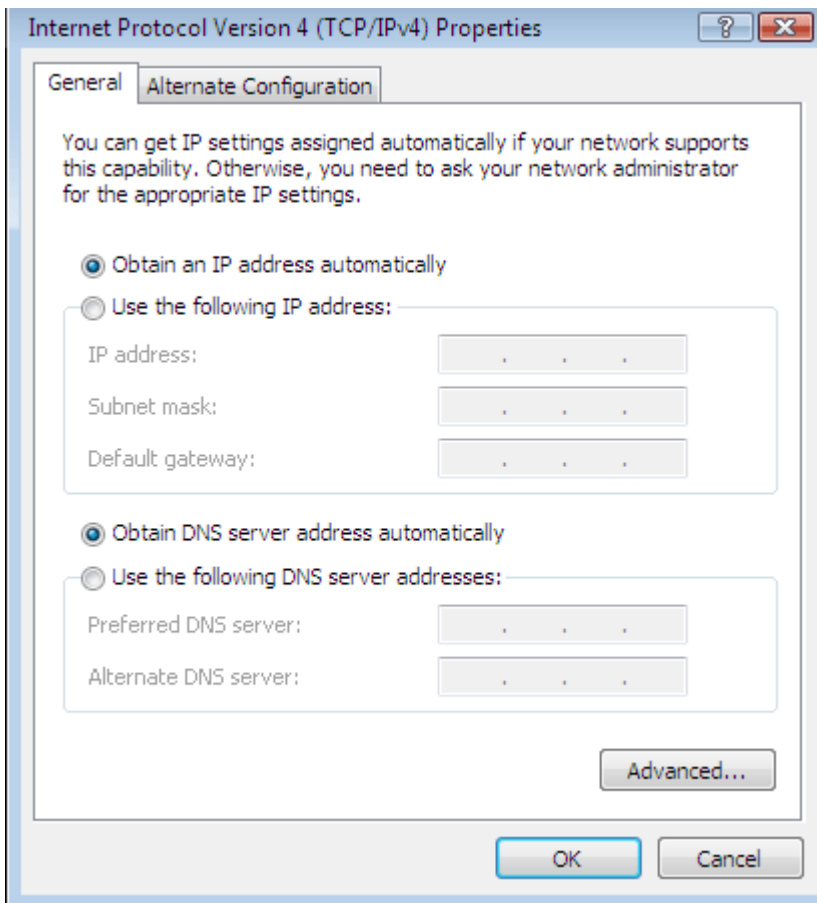 Internet Protocol Version 4 (TCP/IPv4) Properties
?
General
Alternate Configuration
You can get IP settings assigned automatically if your network supports
this capability. Otherwise, you need to ask your network administrator
for the appropriate IP settings.
Obtain an IP address automatically
Use the following IP address:
IP address: . . .
Subnet mask: . . .
Default gateway: . . .
Obtain DNS server address automatically
Use the following DNS server addresses:
Preferred DNS server: . . .
Alternate DNS server: . . .
Advanced...
OK
Cancel